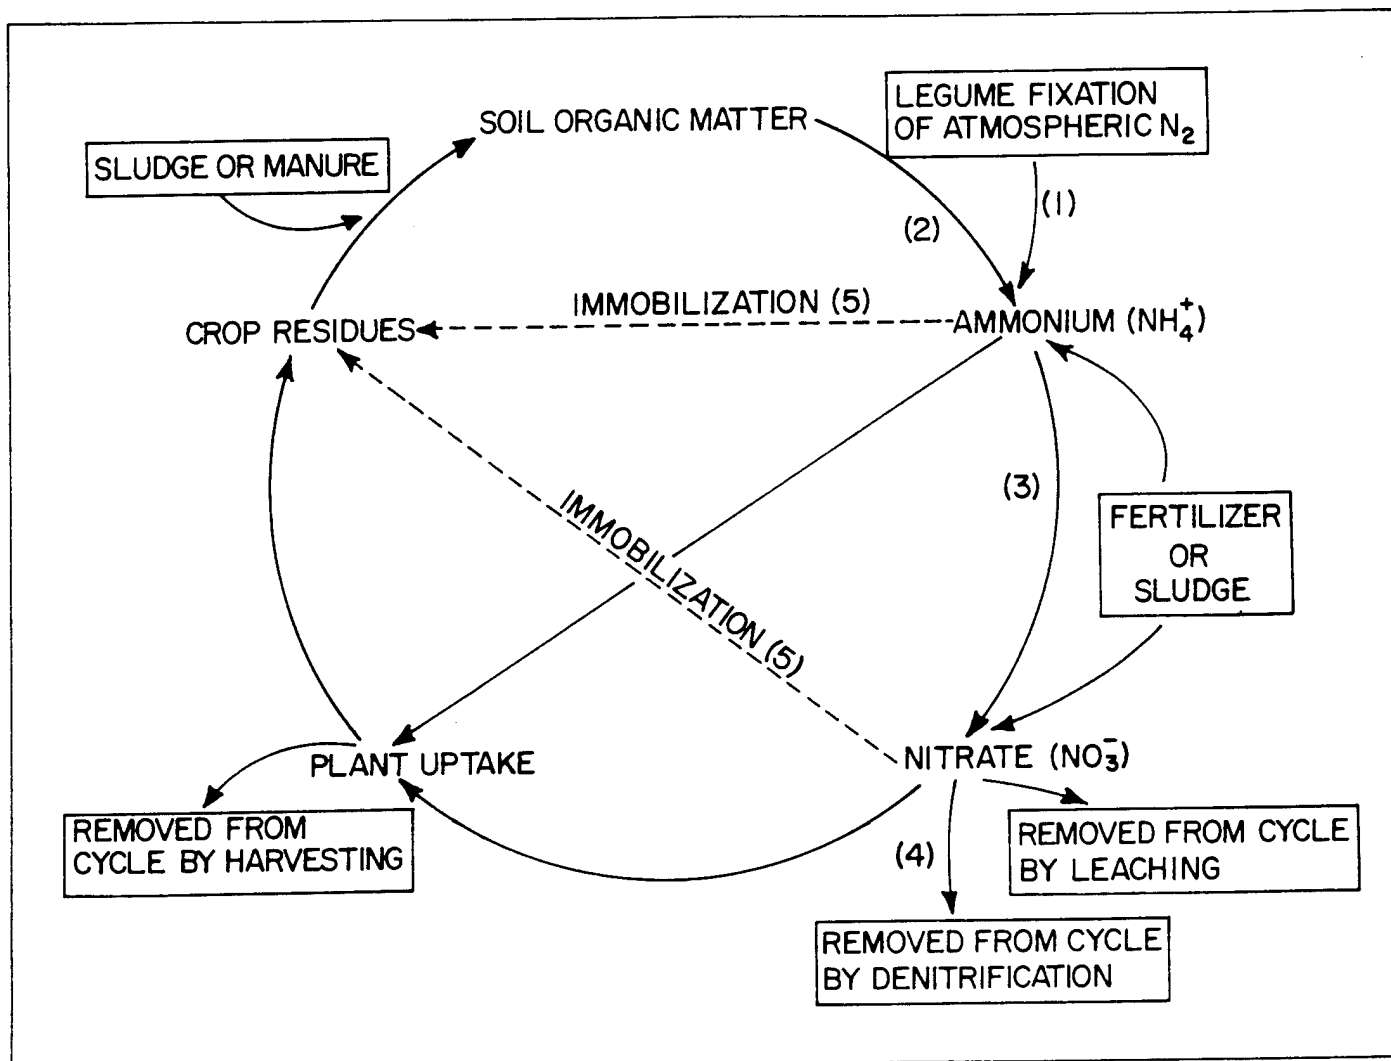 LEGUME FIXATION
OF ATMOSPHERIC N₂
SOIL ORGANIC MATTER
SLUDGE OR MANURE
(1)
(2)
IMMOBILIZATION (5)
CROP RESIDUES
AMMONIUM (NH₄⁺)
(3)
FERTILIZER
OR
SLUDGE
IMMOBILIZATION (5)
PLANT UPTAKE
NITRATE (NO₃⁻)
REMOVED FROM
CYCLE BY HARVESTING
(4)
REMOVED FROM CYCLE
BY LEACHING
REMOVED FROM CYCLE
BY DENITRIFICATION